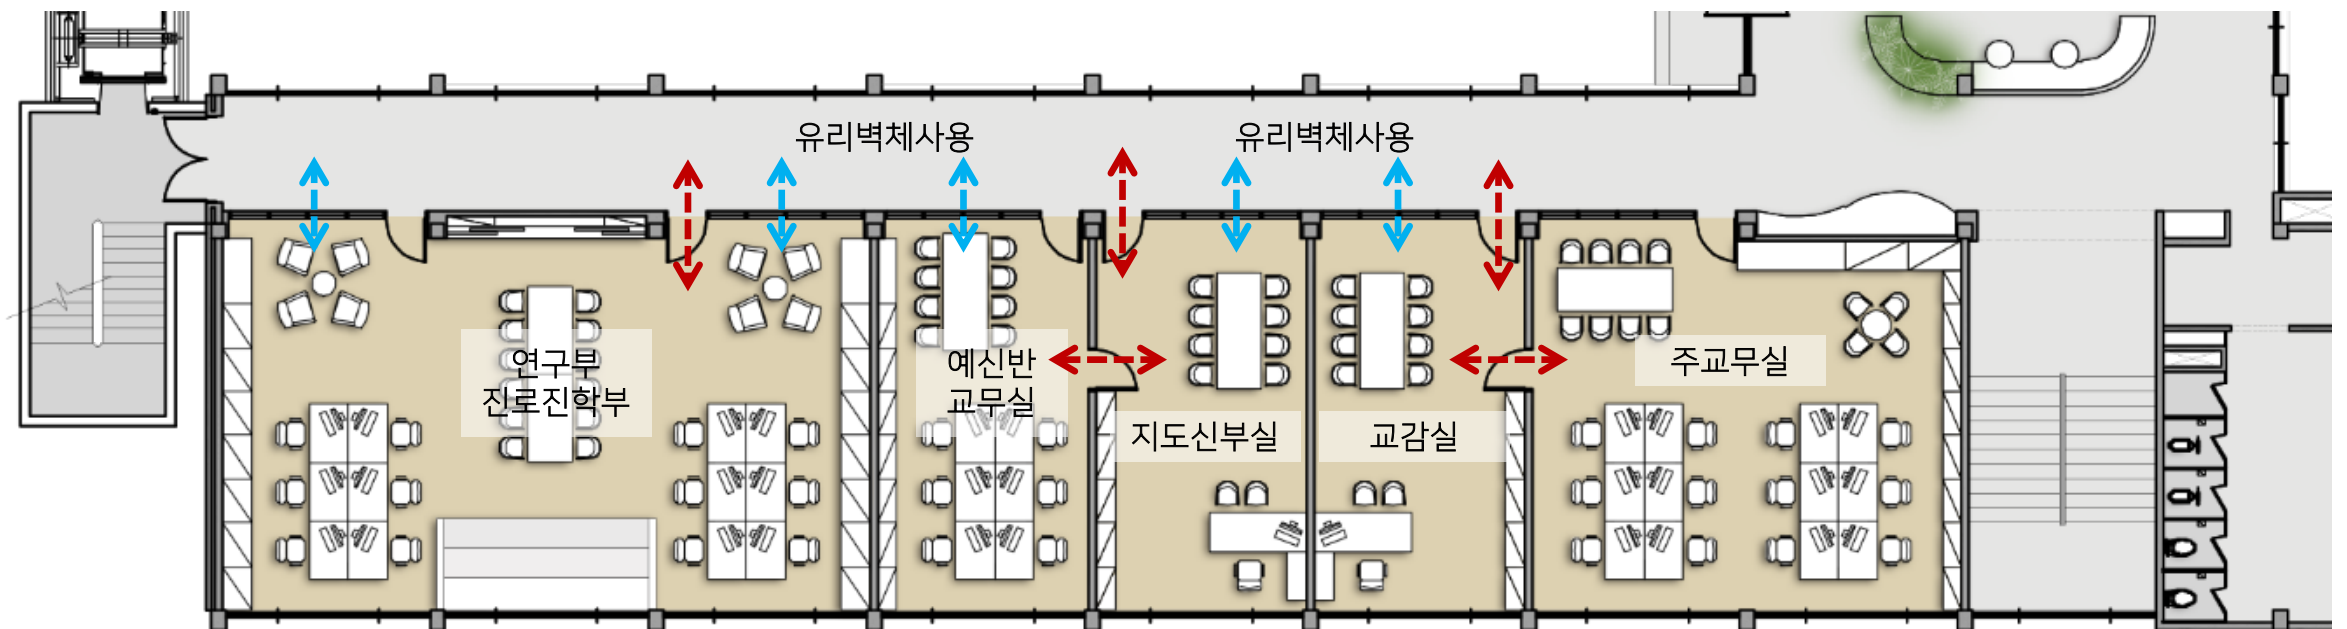 유리벽체사용
유리벽체사용
연구부
진로진학부
예신반
교무실
지도신부실
교감실
주교무실